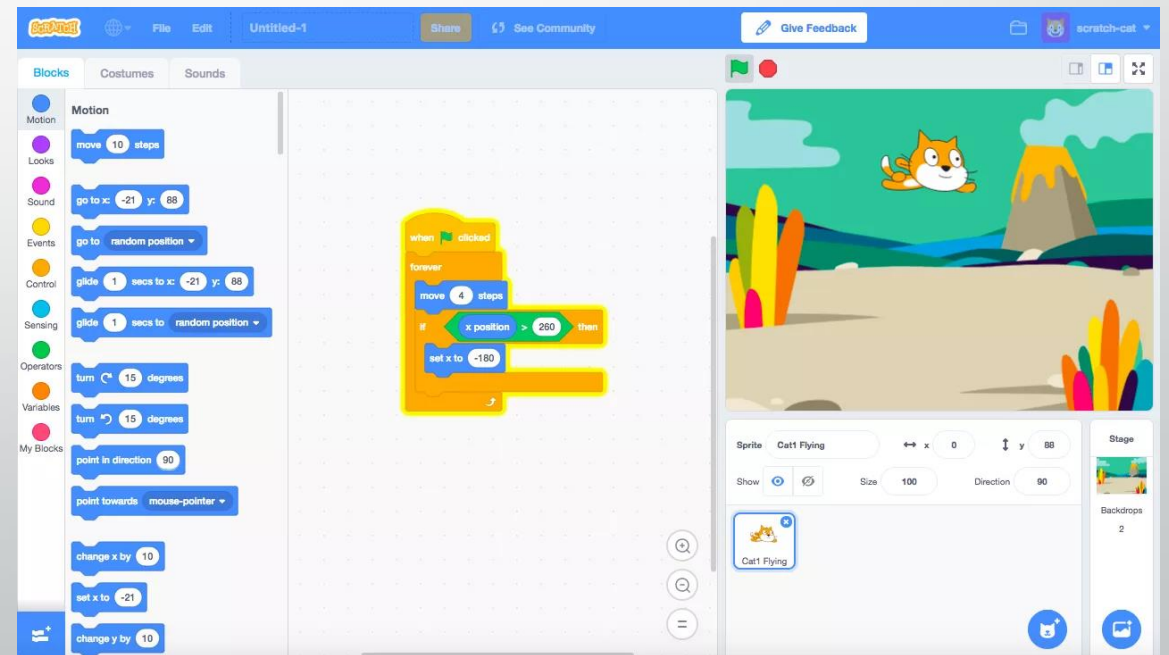 SCRATCH File Edit Untitled-1 Share See Community Give Feedback scratch-cat
Blocks Costumes Sounds
Motion
Looks
Sound
Events
Control
Sensing
Operators
Variables
My Blocks
Motion
move 10 steps
go to x: -21 y: 88
go to random position
glide 1 secs to x: -21 y: 88
glide 1 secs to random position
turn 15 degrees
turn 15 degrees
point in direction 90
point towards mouse-pointer
change x by 10
set x to -21
change y by 10
when clicked
forever
move 4 steps
if x position > 260 then
set x to -180
Sprite Cat1 Flying x 0 y 88
Show Size 100 Direction 90
Cat1 Flying
Stage
Backdrops
2